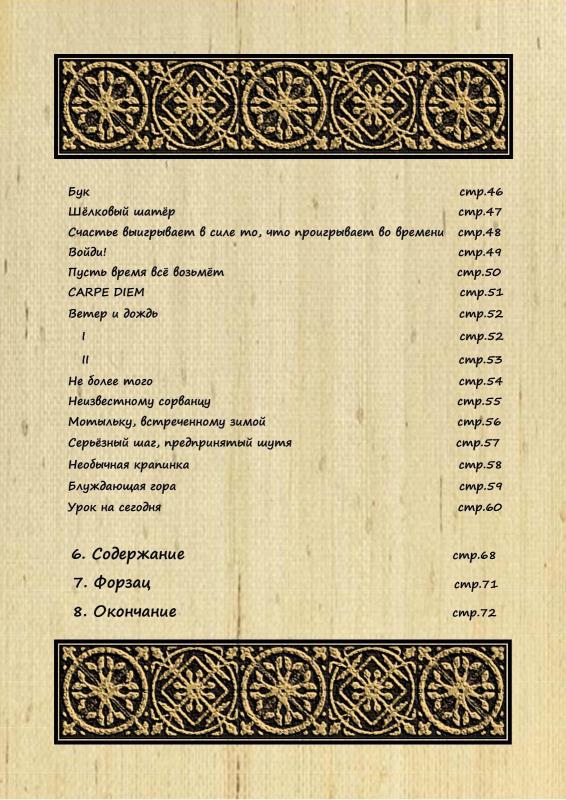 Бук стр.46
Шёлковый шатёр стр.47
Счастье выигрывает в силе то, что проигрывает во времени стр.48
Войди! стр.49
Пусть время всё возьмёт стр.50
CARPE DIEM стр.51
Ветер и дождь стр.52
I стр.52
II стр.53
Не более того стр.54
Неизвестному сорванцу стр.55
Мотыльку, встреченному зимой стр.56
Серьёзный шаг, предпринятый шутя стр.57
Необычная крапинка стр.58
Блуждающая гора стр.59
Урок на сегодня стр.60
6. Содержание стр.68
7. Форзац стр.71
8. Окончание стр.72